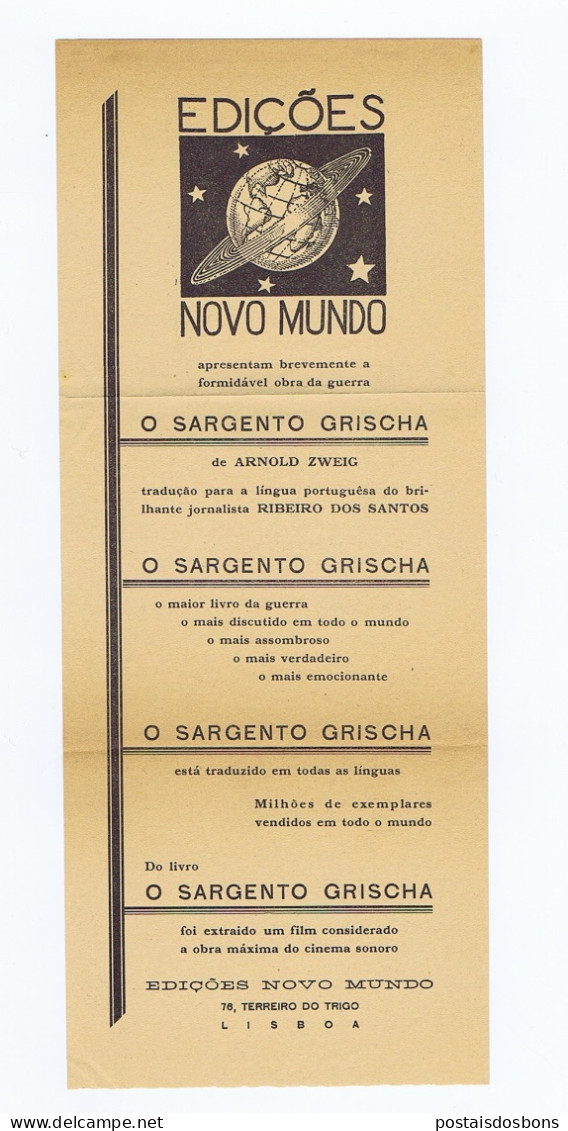 EDIÇÕES
NOVO MUNDO
apresentam brevemente a
formidável obra da guerra
O SARGENTO GRISCHA
de ARNOLD ZWEIG
tradução para a língua portuguêsa do bri-
lhante jornalista RIBEIRO DOS SANTOS
O SARGENTO GRISCHA
o maior livro da guerra
o mais discutido em todo o mundo
o mais assombroso
o mais verdadeiro
o mais emocionante
O SARGENTO GRISCHA
está traduzido em todas as línguas
Milhões de exemplares
vendidos em todo o mundo
Do livro
O SARGENTO GRISCHA
foi extraido um film considerado
a obra máxima do cinema sonoro
EDIÇÕES NOVO MUNDO
76, TERREIRO DO TRIGO
LISBOA
delcampe.net
postaisdosbons